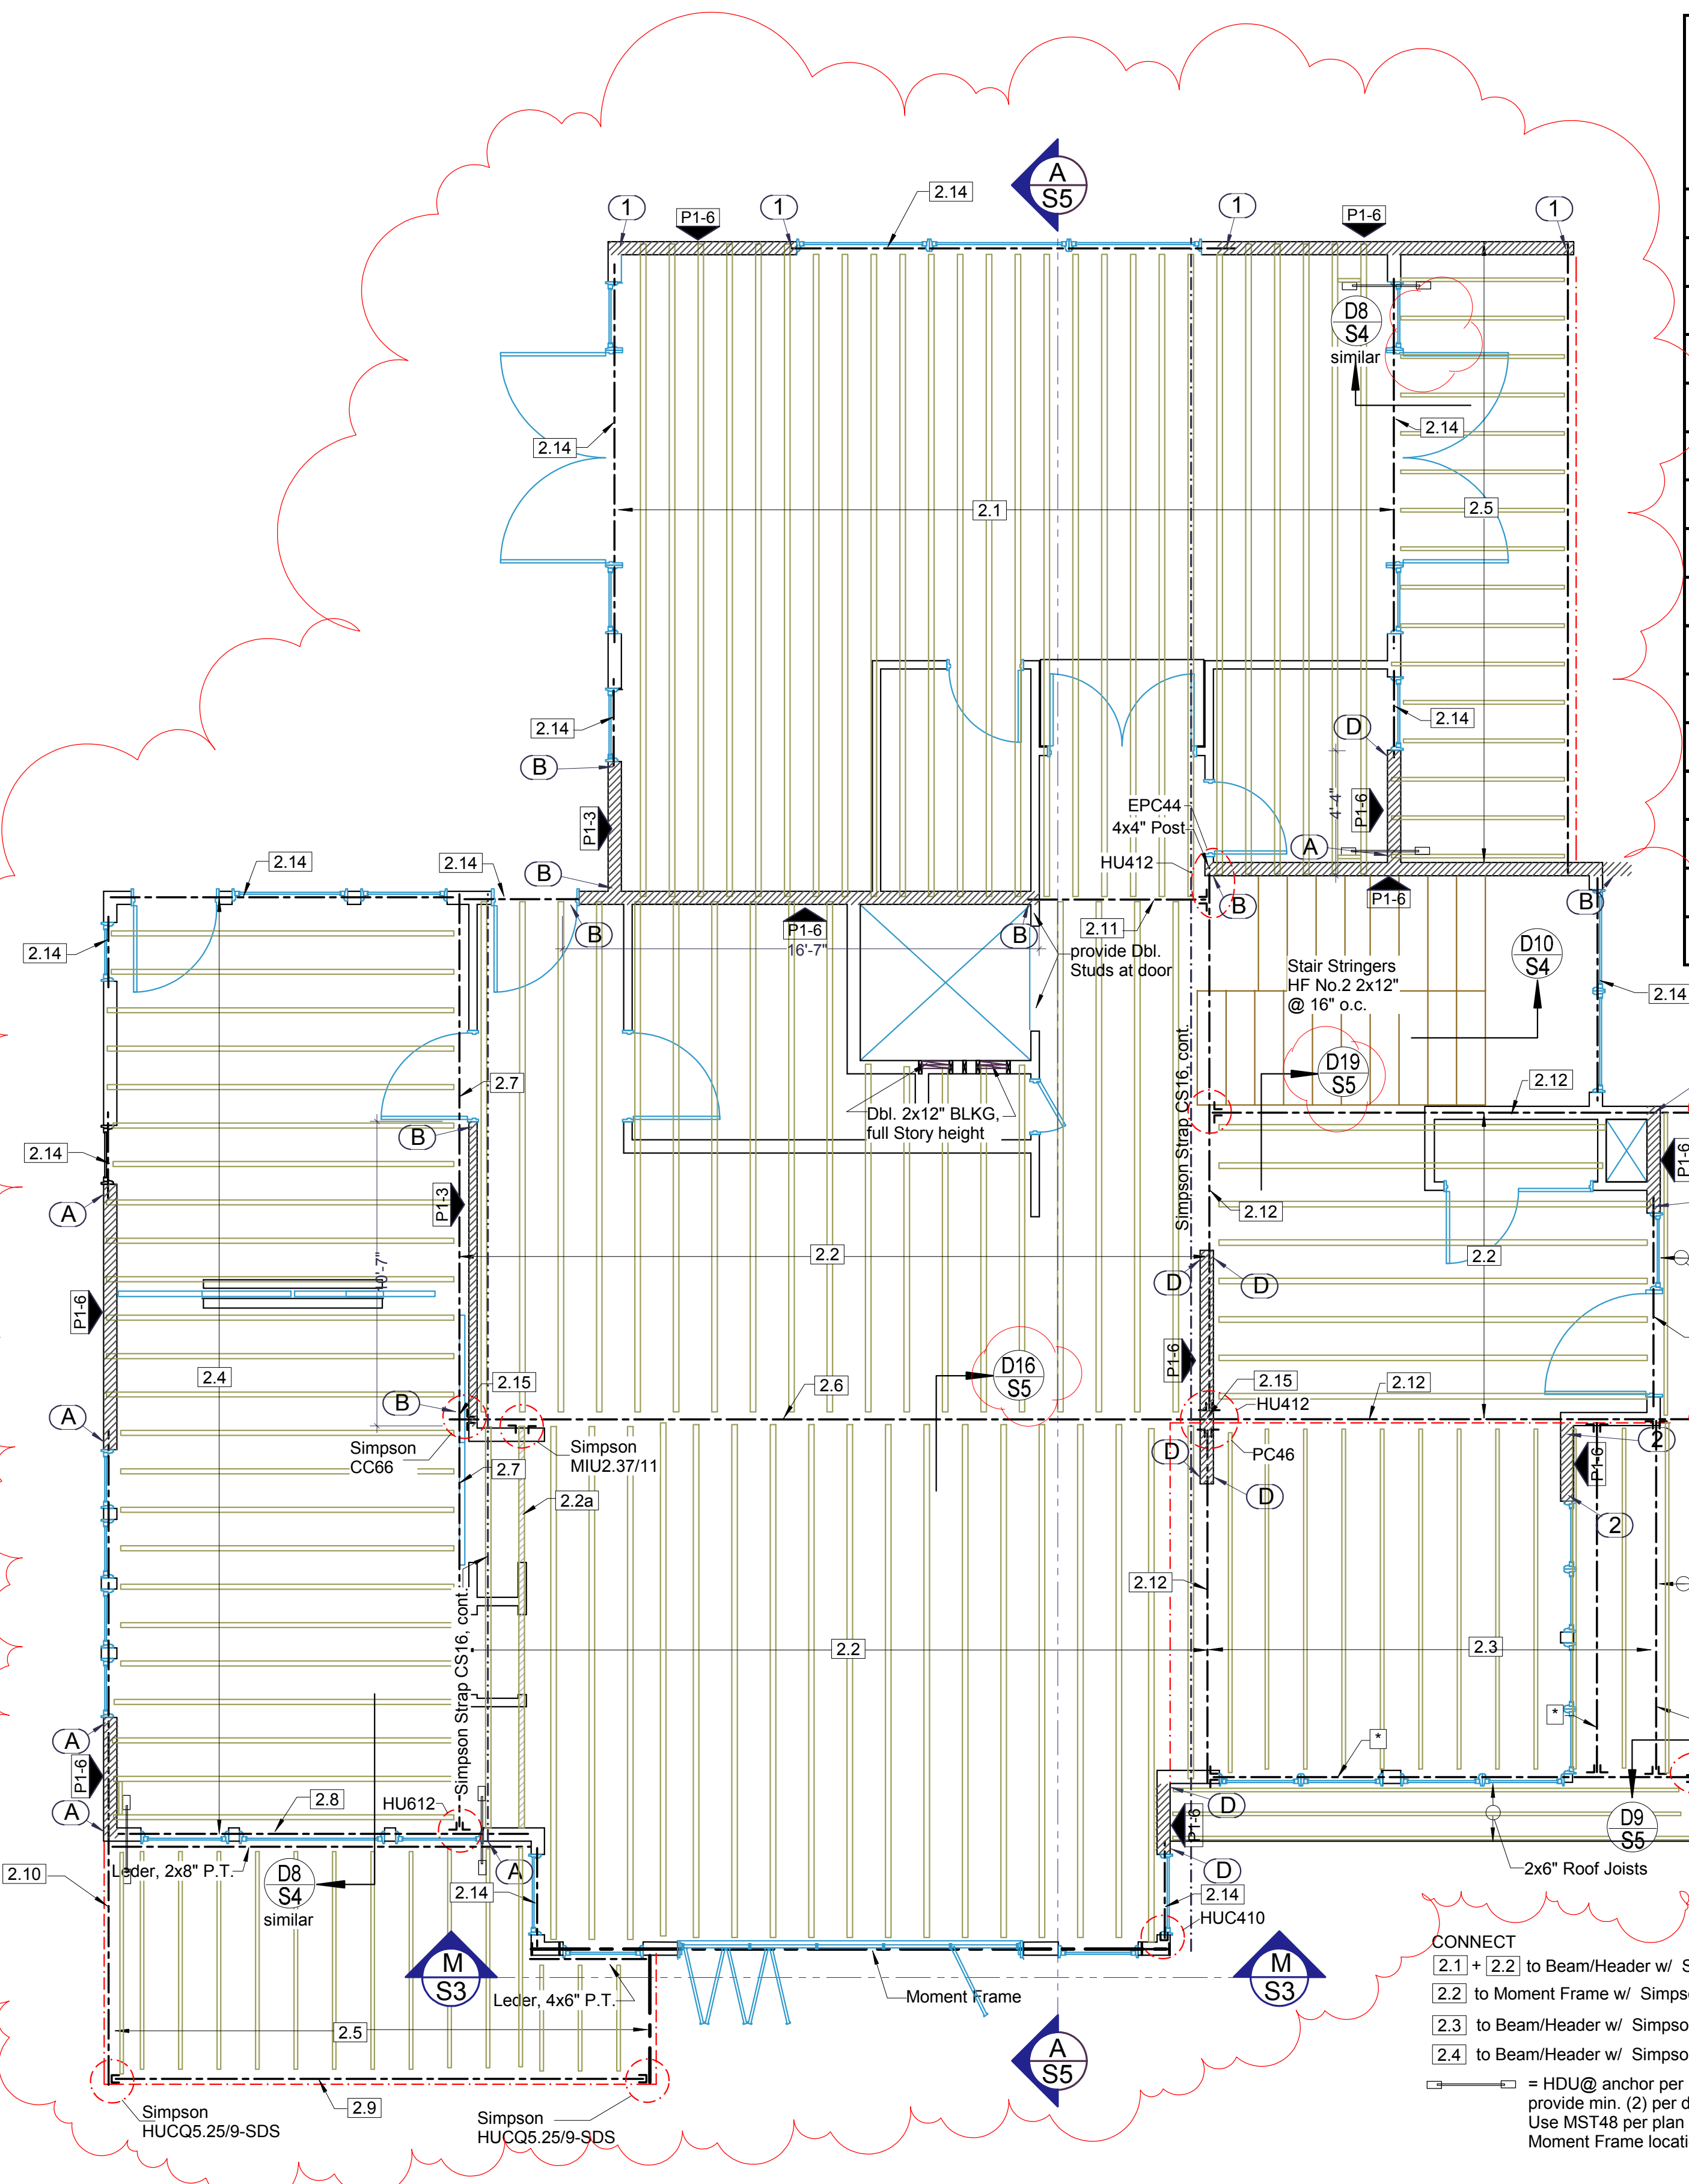 A
S5
2.14
1
P1-6
1
1
P1-6
1
D8
S4
similar
2.14
2.14
2.1
2.5
2.14
2.14
B
D
P1-3
EPC44
4x4" Post
HU412
4'-4"
P1-6
A
2.14
2.14
B
B
P1-6
16'-7"
B
2.11
provide Dbl.
Studs at door
B
P1-6
B
2.14
Stair Stringers
HF No.2 2x12"
@ 16" o.c.
D10
S4
2.14
D19
S5
Simpson Strap CS16, cont.
2.7
2.12
Dbl. 2x12" BLKG,
full Story height
B
2.14
A
P1-3
P1-6
2.12
10'-7"
2.2
2.2
D
D
P1-6
P1-6
2.4
D16
S5
2.15
2.6
2.15
HU412
2.12
B
A
Simpson
CC66
Simpson
MIU2.37/11
2.7
2.2a
D
PC46
D
2
P1-6
2
2.12
Simpson Strap CS16, cont.
2.2
2.3
*
*
A
P1-6
A
2.8
HU612
D
P1-6
D9
S5
2.10
Leder, 2x8" P.T.
D8
S4
similar
A
2.14
D
2.14
HUC410
2x6" Roof Joists
M
S3
Leder, 4x6" P.T.
Moment Frame
M
S3
2.5
A
S5
2.9
Simpson
HUCQ5.25/9-SDS
Simpson
HUCQ5.25/9-SDS
CONNECT
2.1 + 2.2 to Beam/Header w/ S
2.2 to Moment Frame w/ Simps
2.3 to Beam/Header w/ Simpso
2.4 to Beam/Header w/ Simpso
= HDU@ anchor per
provide min. (2) per d
Use MST48 per plan
Moment Frame locati